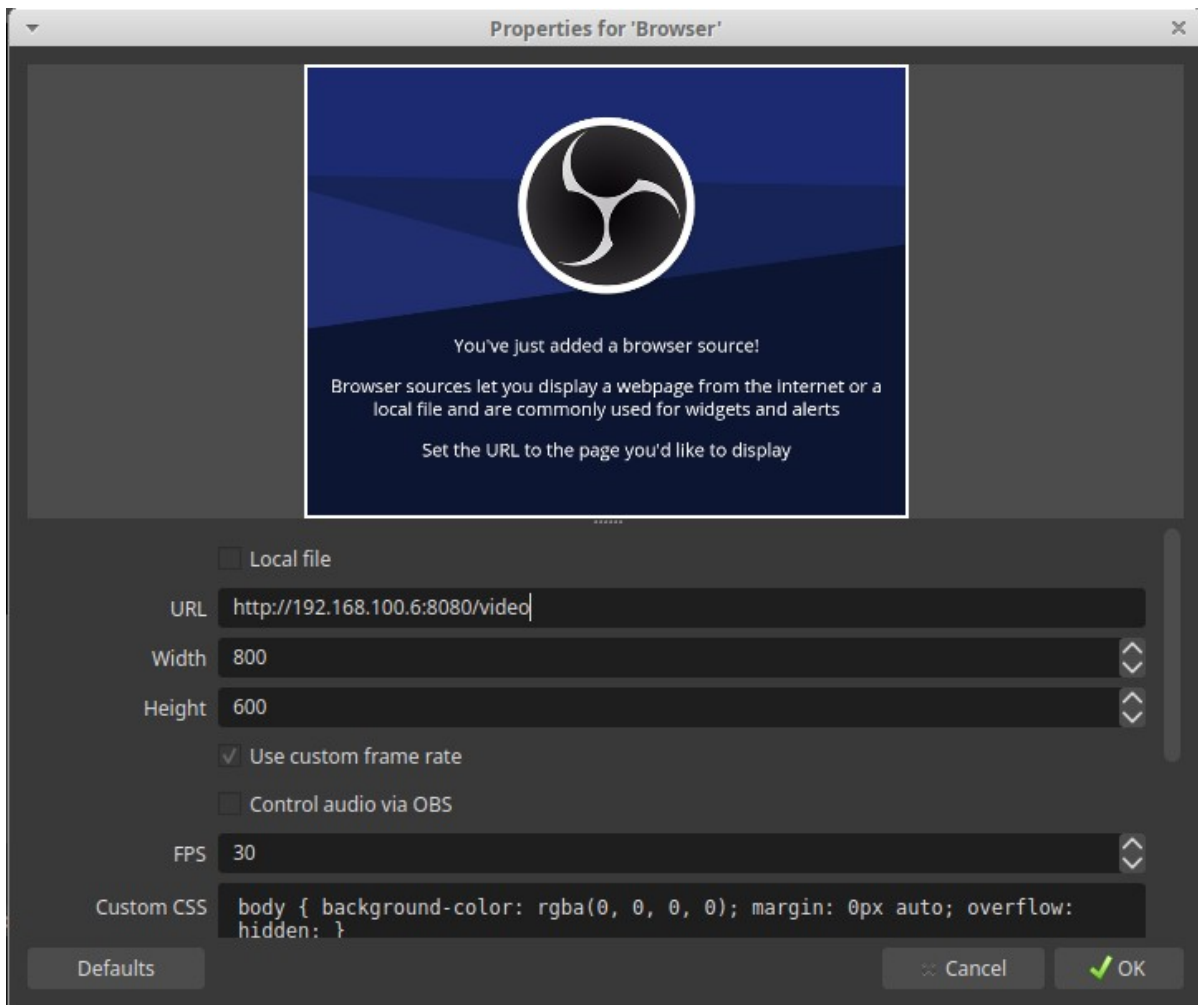 Properties for 'Browser'
You've just added a browser source!
Browser sources let you display a webpage from the internet or a
local file and are commonly used for widgets and alerts
Set the URL to the page you'd like to display
Local file
URL http://192.168.100.6:8080/video
Width 800
Height 600
Use custom frame rate
Control audio via OBS
FPS 30
Custom CSS body { background-color: rgba(0, 0, 0, 0); margin: 0px auto; overflow:
hidden; }
Defaults Cancel OK